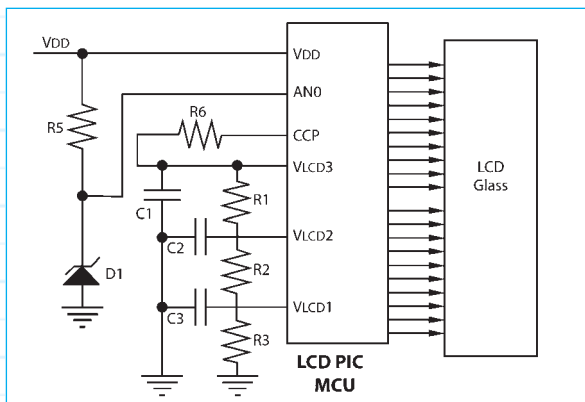 VDD
VDD
AN0
R6
R5
CCP
VLCD3
R1
C1
C2
VLCD2
R2
D1
C3
VLCD1
R3
LCD
Glass
LCD PIC
MCU